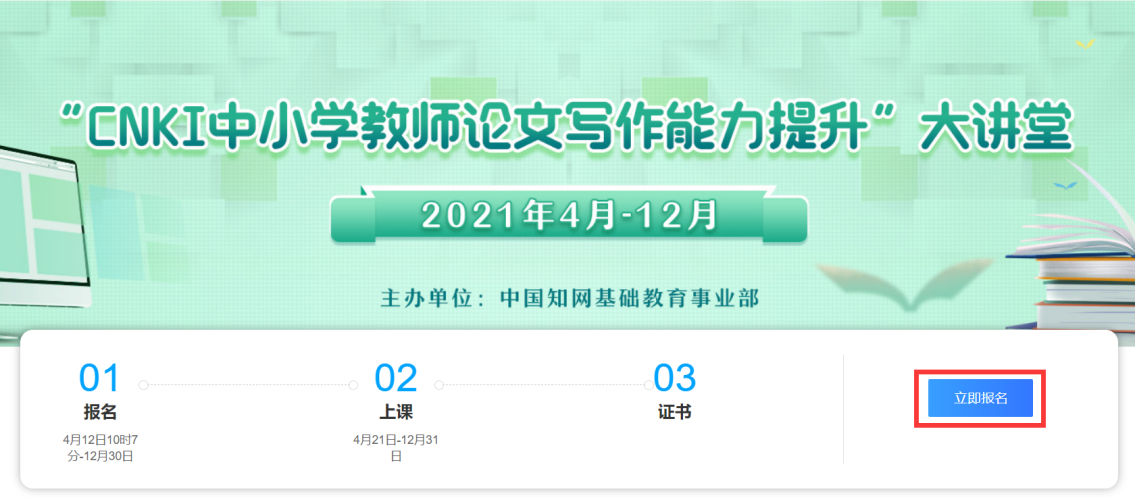 “CNKI中小学教师论文写作能力提升”大讲堂
2021年4月-12月
主办单位：中国知网基础教育事业部
01
02
03
立即报名
报名
上课
证书
4月12日10时7
分-12月30日
4月21日-12月31
日